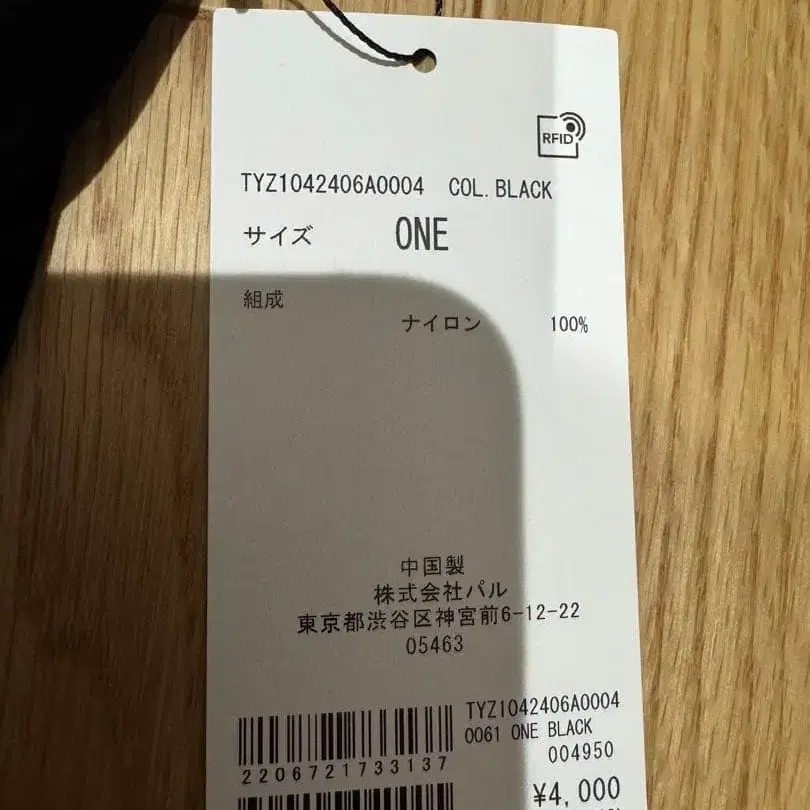 RFID
TYZ1042406A0004 COL.BLACK
サイズ ONE
組成
ナイロン 100%
中国製
株式会社パル
東京都渋谷区神宮前6-12-22
05463
TYZ1042406A0004
0061 ONE BLACK
004950
2206721733137
¥4,000